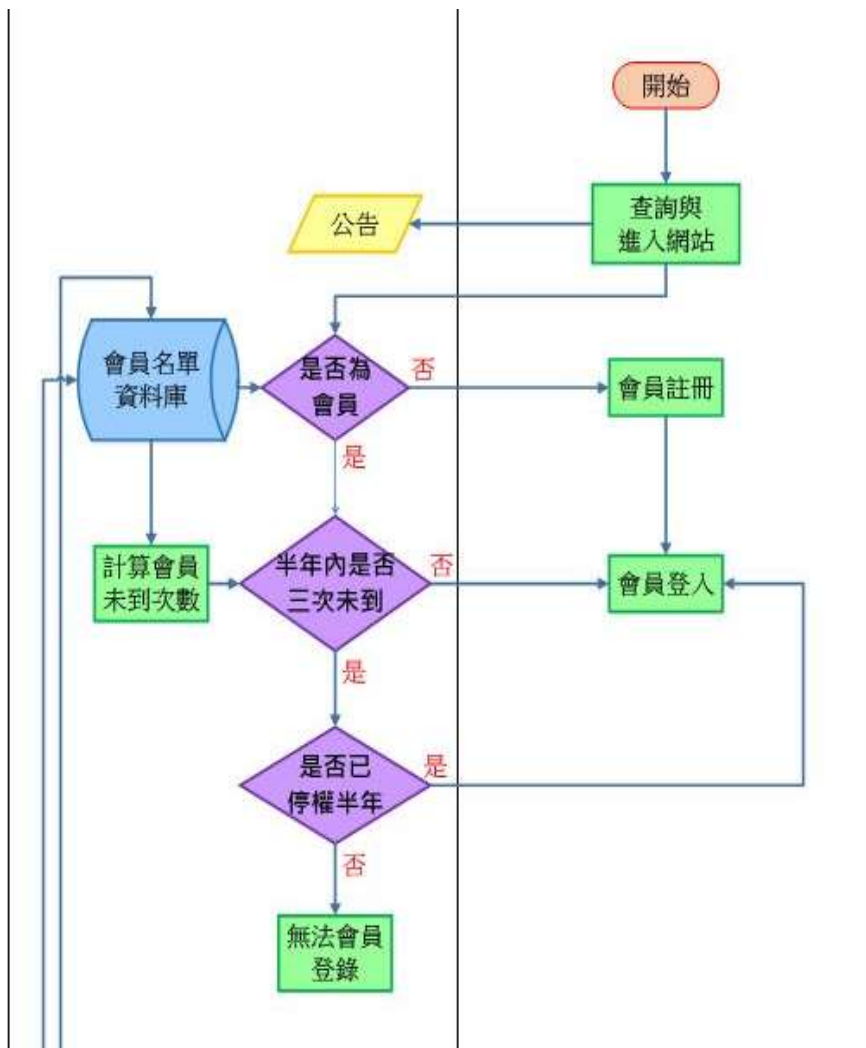 開始
查詢與
進入網站
公告
會員名單
資料庫
是否為
會員
否
會員註冊
是
計算會員
未到次數
半年內是否
三次未到
否
會員登入
是
是否已
停權半年
是
否
無法會員
登錄